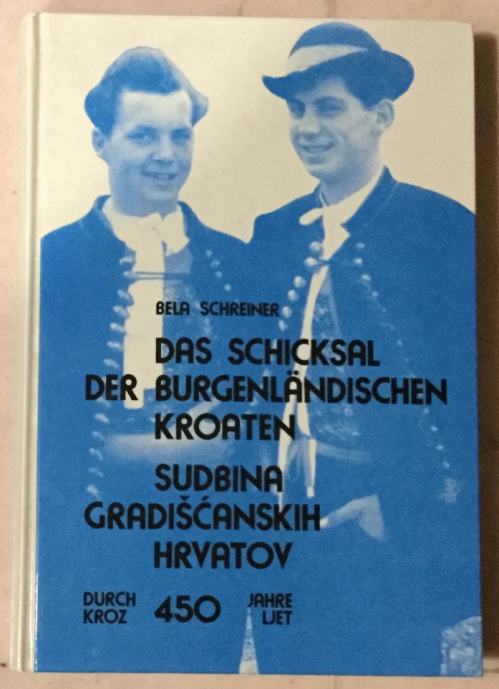 BELA SCHREINER
DAS SCHICKSAL
DER BURGENLÄNDISCHEN
KROATEN
SUDBINA
GRADIŠĆANSKIH
HRVATOV
DURCH 450 JAHRE
KROZ LJET